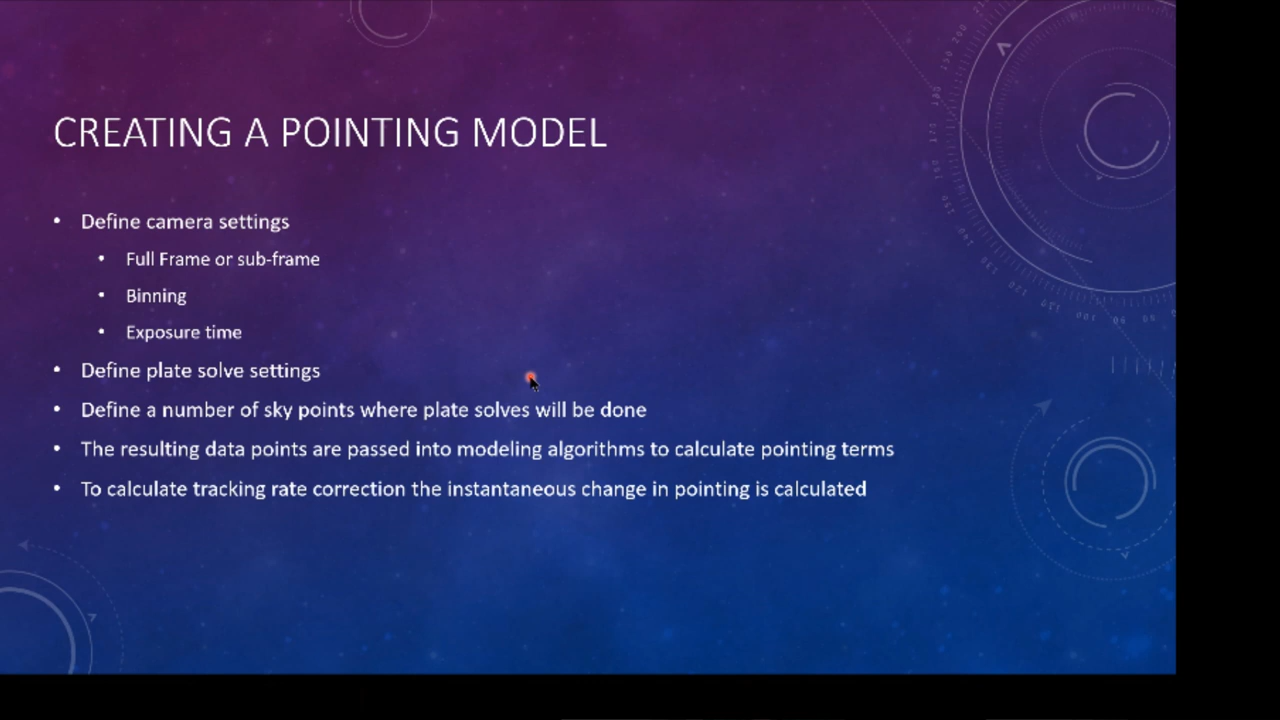 CREATING A POINTING MODEL
• Define camera settings
• Full Frame or sub-frame
• Binning
• Exposure time
• Define plate solve settings
• Define a number of sky points where plate solves will be done
• The resulting data points are passed into modeling algorithms to calculate pointing terms
• To calculate tracking rate correction the instantaneous change in pointing is calculated